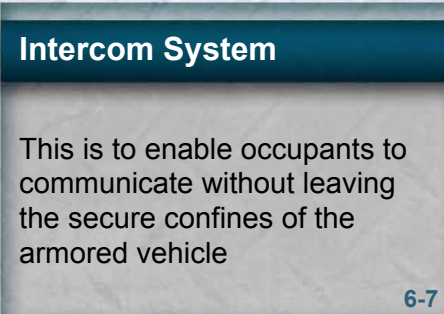 Intercom System
This is to enable occupants to
communicate without leaving
the secure confines of the
armored vehicle
6-7